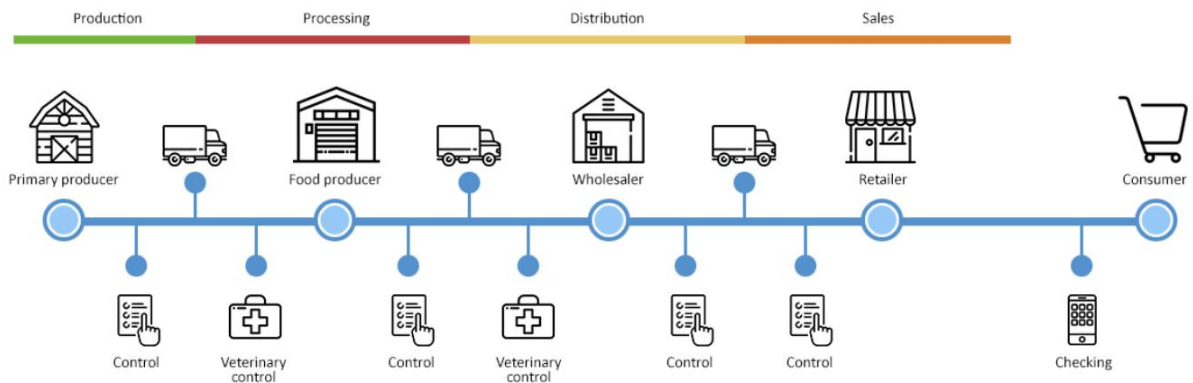 Production
Processing
Distribution
Sales
Primary producer
Food producer
Wholesaler
Retailer
Consumer
Control
Veterinary
control
Control
Veterinary
control
Control
Control
Checking